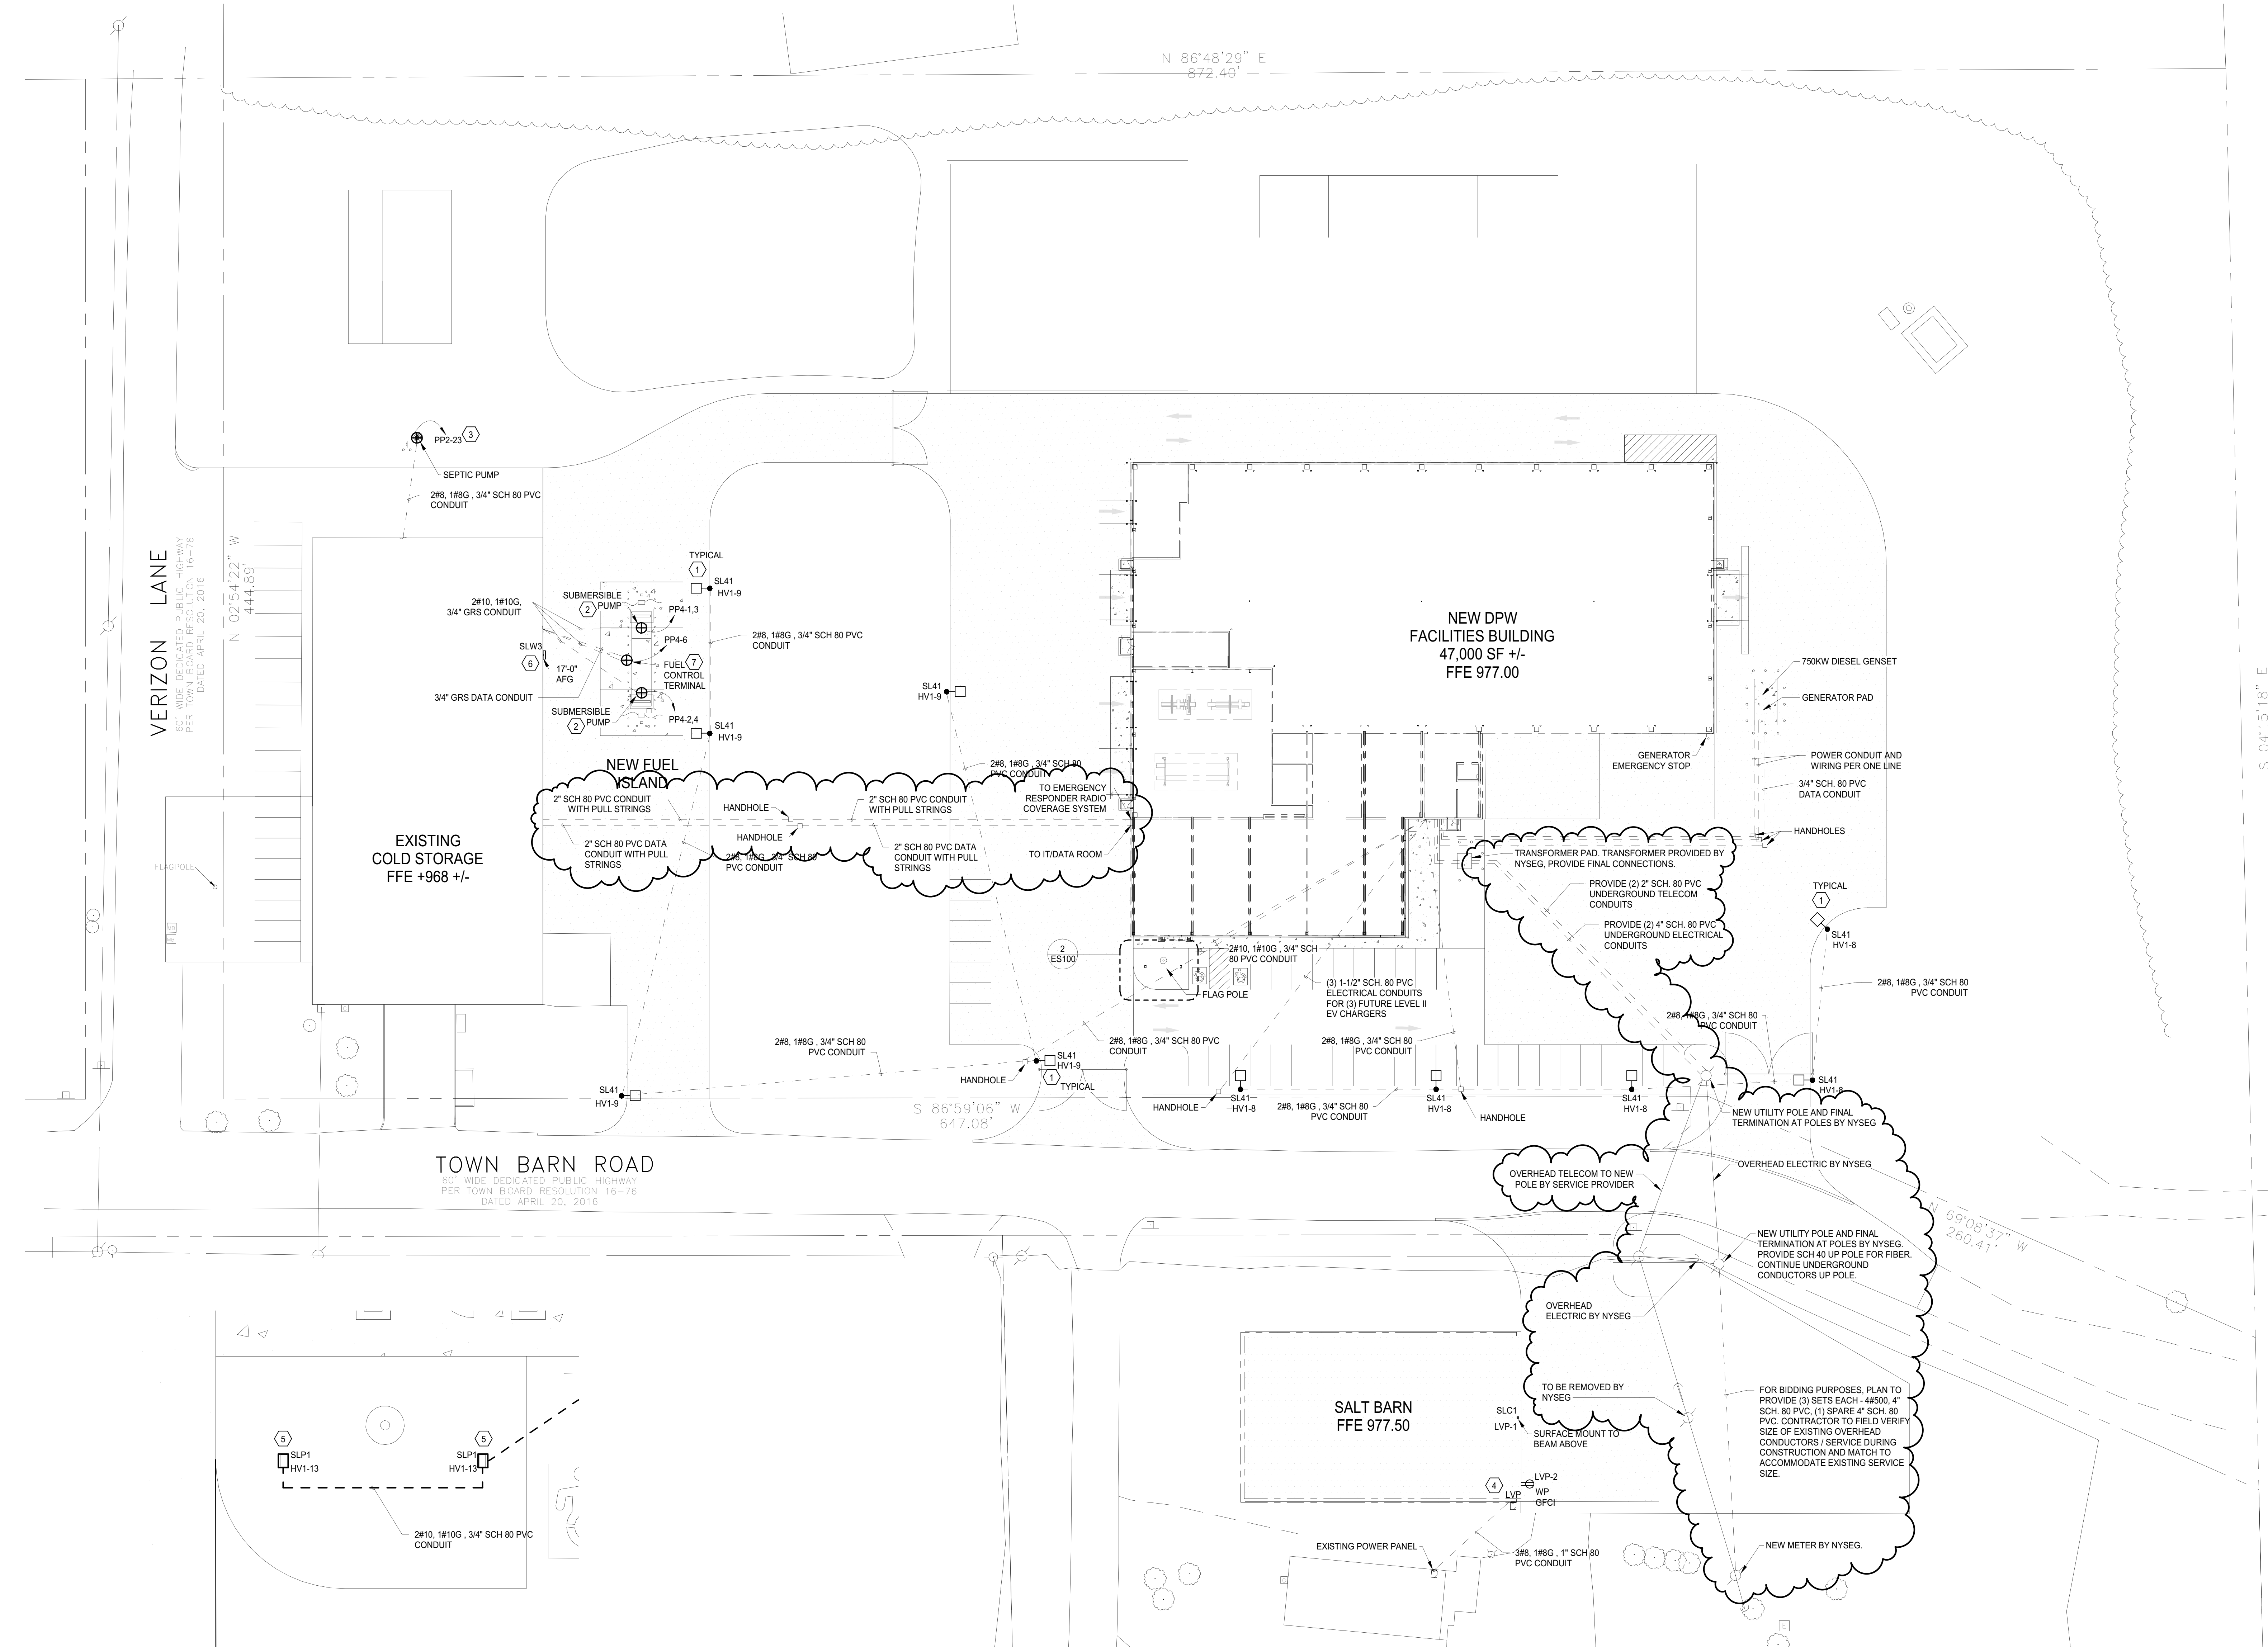 N 86°48'29" E
872.40'
PP2-23
3
SEPTIC PUMP
2#8, 1#8G , 3/4" SCH 80 PVC
CONDUIT
VERIZON LANE
60' WIDE DEDICATED PUBLIC HIGHWAY
PER TOWN BOARD RESOLUTION 16-76
DATED APRIL 20, 2016
N 02°54'22" W
444.89'
TYPICAL
1
SL41
HV1-9
2#10, 1#10G,
3/4" GRS CONDUIT
SUBMERSIBLE
PUMP
2
PP4-1,3
PP4-6
SLW3
6
17'-0"
AFG
FUEL
CONTROL
TERMINAL
7
3/4" GRS DATA CONDUIT
SUBMERSIBLE
PUMP
2
PP4-2,4
2#8, 1#8G , 3/4" SCH 80 PVC
CONDUIT
SL41
HV1-9
SL41
HV1-9
NEW FUEL
ISLAND
2#8, 1#8G , 3/4" SCH 80
PVC CONDUIT
NEW DPW
FACILITIES BUILDING
47,000 SF +/-
FFE 977.00
750KW DIESEL GENSET
GENERATOR PAD
GENERATOR
EMERGENCY STOP
POWER CONDUIT AND
WIRING PER ONE LINE
3/4" SCH. 80 PVC
DATA CONDUIT
HANDHOLES
S 04°15'18" E
2" SCH 80 PVC CONDUIT
WITH PULL STRINGS
HANDHOLE
2" SCH 80 PVC CONDUIT
WITH PULL STRINGS
TO EMERGENCY
RESPONDER RADIO
COVERAGE SYSTEM
HANDHOLE
2" SCH 80 PVC DATA
CONDUIT WITH PULL
STRINGS
2#8, 1#8G , 3/4" SCH 80
PVC CONDUIT
2" SCH 80 PVC DATA
CONDUIT WITH PULL
STRINGS
TO IT/DATA ROOM
EXISTING
COLD STORAGE
FFE +968 +/-
FLAGPOLE
TRANSFORMER PAD. TRANSFORMER PROVIDED BY
NYSEG, PROVIDE FINAL CONNECTIONS.
PROVIDE (2) 2" SCH. 80 PVC
UNDERGROUND TELECOM
CONDUITS
PROVIDE (2) 4" SCH. 80 PVC
UNDERGROUND ELECTRICAL
CONDUITS
TYPICAL
1
SL41
HV1-8
2
ES100
2#10, 1#10G , 3/4" SCH
80 PVC CONDUIT
FLAG POLE
(3) 1-1/2" SCH. 80 PVC
ELECTRICAL CONDUITS
FOR (3) FUTURE LEVEL II
EV CHARGERS
2#8, 1#8G , 3/4" SCH 80
PVC CONDUIT
2#8, 1#8G , 3/4" SCH 80
PVC CONDUIT
2#8, 1#8G , 3/4" SCH 80
PVC CONDUIT
2#8, 1#8G , 3/4" SCH 80 PVC
CONDUIT
2#8, 1#8G , 3/4" SCH 80
PVC CONDUIT
SL41
HV1-9
HANDHOLE
1
TYPICAL
SL41
HV1-9
SL41
HV1-8
HANDHOLE
SL41
HV1-8
2#8, 1#8G , 3/4" SCH 80
PVC CONDUIT
HANDHOLE
SL41
HV1-8
SL41
HV1-8
S 86°59'06" W
647.08'
NEW UTILITY POLE AND FINAL
TERMINATION AT POLES BY NYSEG
TOWN BARN ROAD
60' WIDE DEDICATED PUBLIC HIGHWAY
PER TOWN BOARD RESOLUTION 16-76
DATED APRIL 20, 2016
OVERHEAD ELECTRIC BY NYSEG
OVERHEAD TELECOM TO NEW
POLE BY SERVICE PROVIDER
N 69°08'37" W
260.41'
NEW UTILITY POLE AND FINAL
TERMINATION AT POLES BY NYSEG.
PROVIDE SCH 40 UP POLE FOR FIBER.
CONTINUE UNDERGROUND
CONDUCTORS UP POLE.
OVERHEAD
ELECTRIC BY NYSEG
TO BE REMOVED BY
NYSEG
FOR BIDDING PURPOSES, PLAN TO
PROVIDE (3) SETS EACH - 4#500, 4"
SCH. 80 PVC, (1) SPARE 4" SCH. 80
PVC. CONTRACTOR TO FIELD VERIFY
SIZE OF EXISTING OVERHEAD
CONDUCTORS / SERVICE DURING
CONSTRUCTION AND MATCH TO
ACCOMMODATE EXISTING SERVICE
SIZE.
SALT BARN
FFE 977.50
SLC1
LVP-1
SURFACE MOUNT TO
BEAM ABOVE
4
LVP-2
WP
GFCI
LVP
EXISTING POWER PANEL
3#8, 1#8G , 1" SCH 80
PVC CONDUIT
NEW METER BY NYSEG.
E
5
SLP1
HV1-13
5
SLP1
HV1-13
2#10, 1#10G , 3/4" SCH 80 PVC
CONDUIT